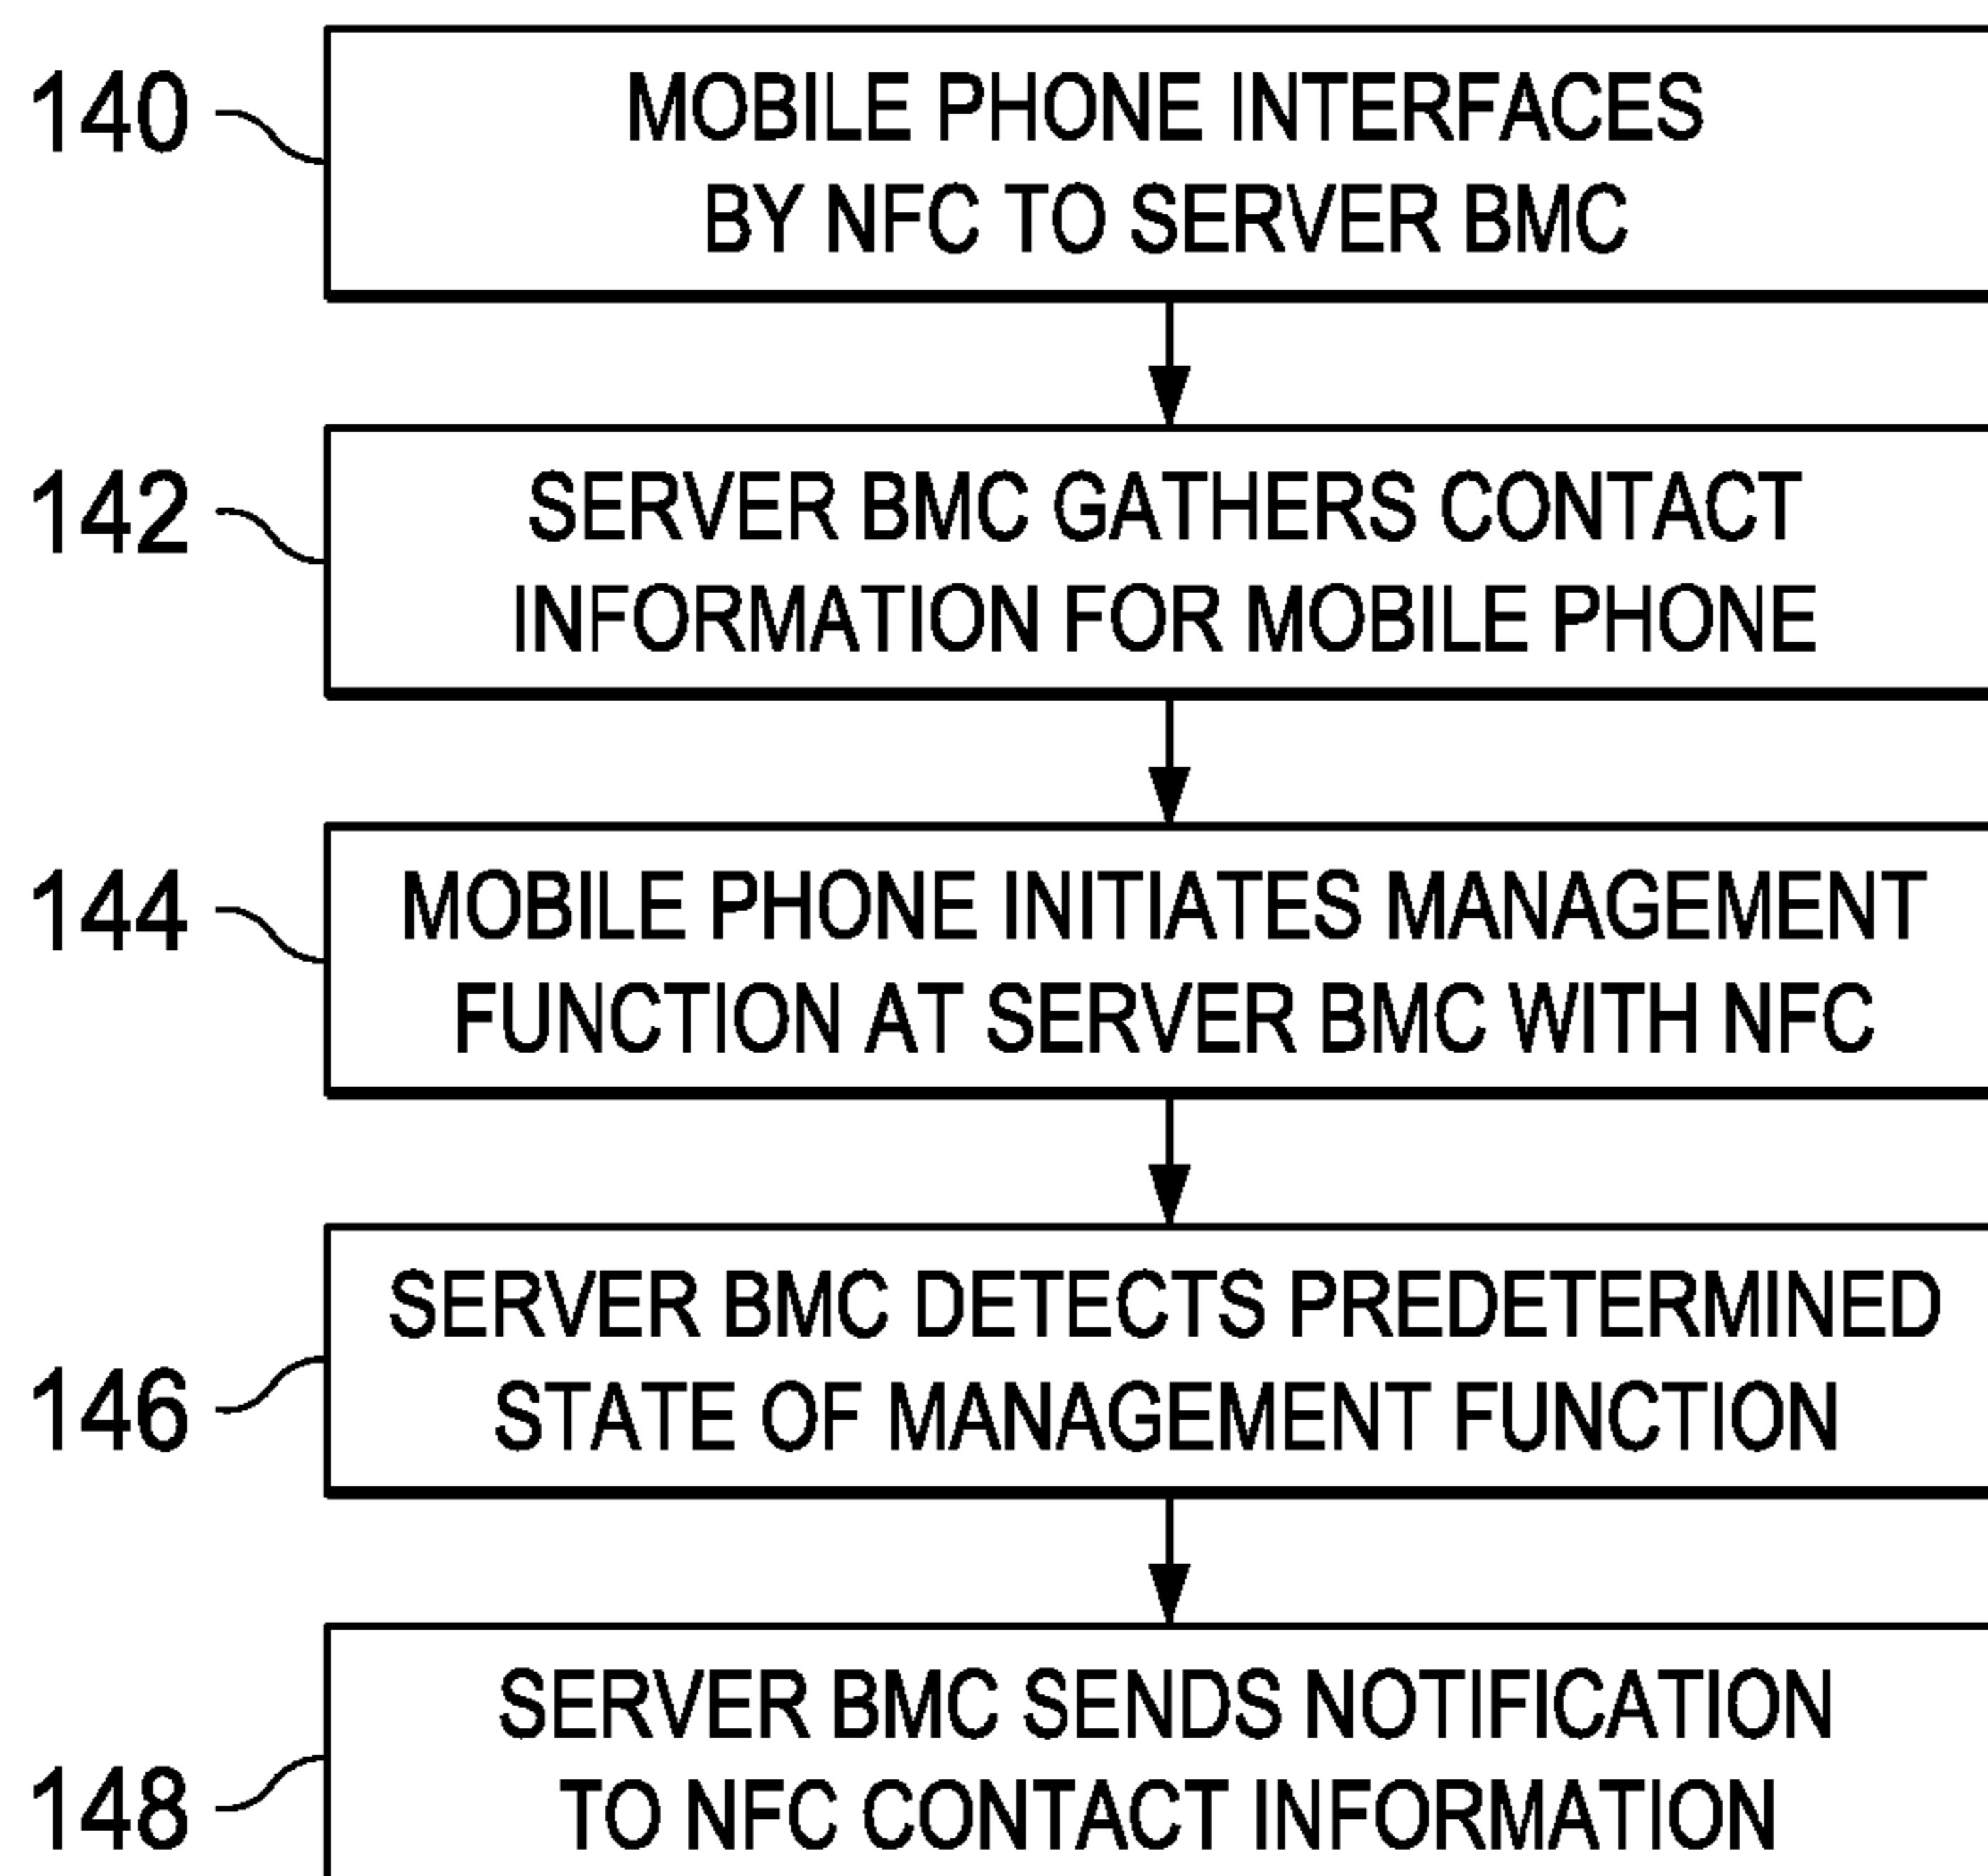 140
MOBILE PHONE INTERFACES
BY NFC TO SERVER BMC
142
SERVER BMC GATHERS CONTACT
INFORMATION FOR MOBILE PHONE
144
MOBILE PHONE INITIATES MANAGEMENT
FUNCTION AT SERVER BMC WITH NFC
146
SERVER BMC DETECTS PREDETERMINED
STATE OF MANAGEMENT FUNCTION
148
SERVER BMC SENDS NOTIFICATION
TO NFC CONTACT INFORMATION